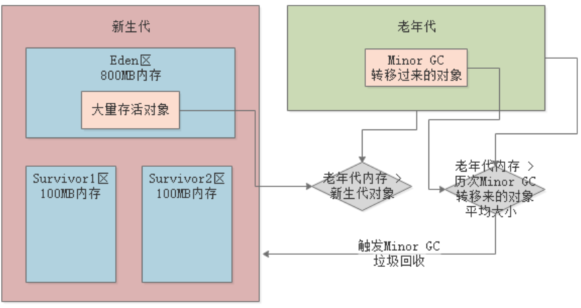 新生代
Eden区
800MB内存
大量存活对象
Survivor1区
100MB内存
Survivor2区
100MB内存
老年代
Minor GC
转移过来的对象
老年代内存 >
新生代对象
老年代内存 >
历次Minor GC
转移来的对象
平均大小
触发Minor GC
垃圾回收